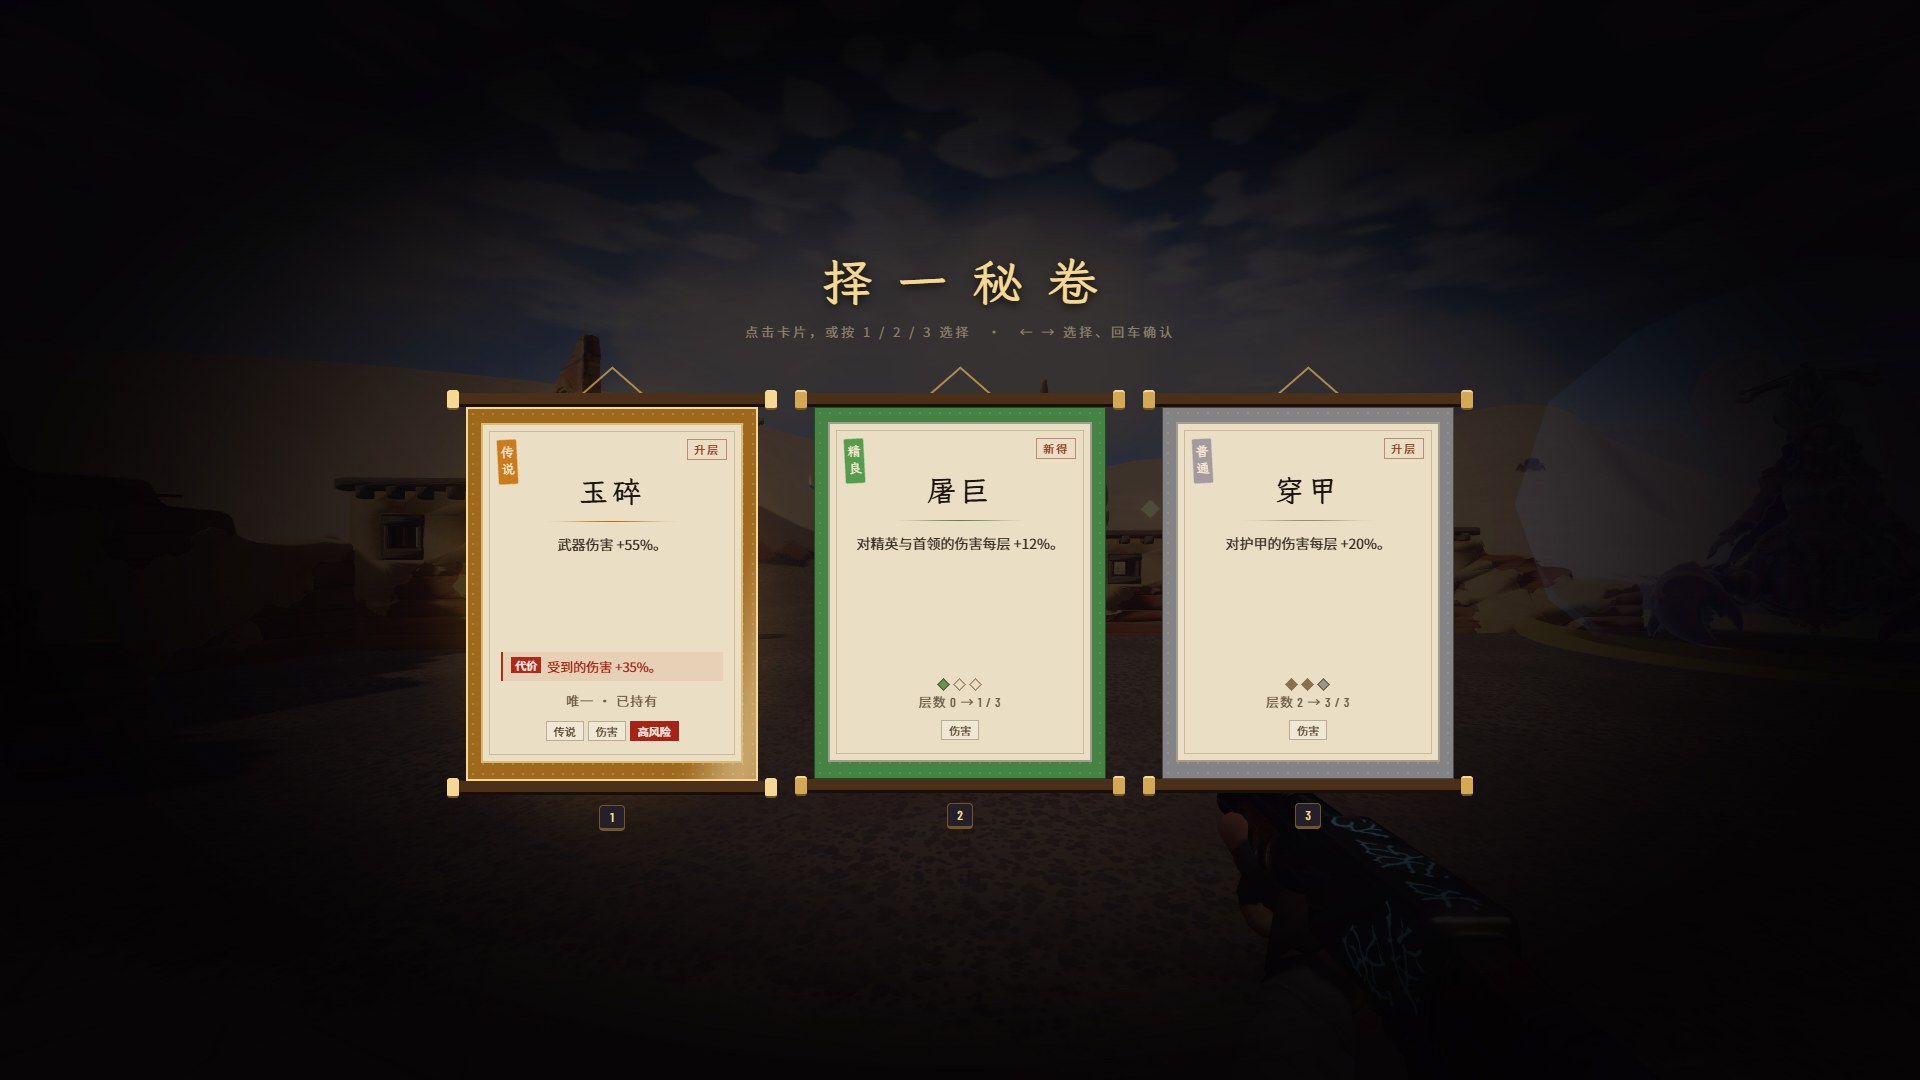 择一秘卷
点击卡片，或按 1 / 2 / 3 选择 · ← → 选择、回车确认
传说
升层
玉碎
武器伤害 +55%。
代价 受到的伤害 +35%。
唯一 · 已持有
传说 伤害 高风险
1
精良
新得
屠巨
对精英与首领的伤害每层 +12%。
层数 0 → 1 / 3
伤害
2
普通
升层
穿甲
对护甲的伤害每层 +20%。
层数 2 → 3 / 3
伤害
3